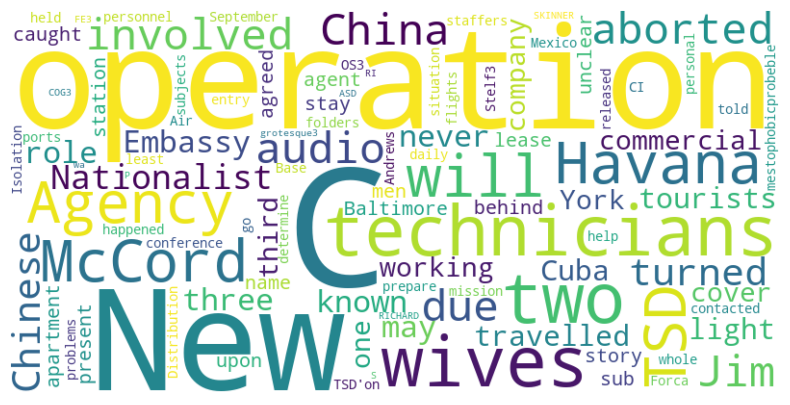 FE3 held personnel September staffers SKINNER
caught involved China aborted
operation
COG3 station subjects Air agent OS3 RI ASD folders stay agreed situation flights Stelf3 company Mexico unclear CI released personal told
Isolation ports role Embassy audio grotesque3 Base never lease commercial mestophobicprobeble
least entry Nationalist Andrews daily will Havana
Agency men York tourists
happened third Baltimore behind
C technicians
McCord conference go determine help
Chinese name working Cuba turned
apartment problems present Distribution three known prepare mission two TSD cover contacted
New RICHARD due light
upon one may travelled story whole
TSD'on s wives sub Forca Jim
wa
P